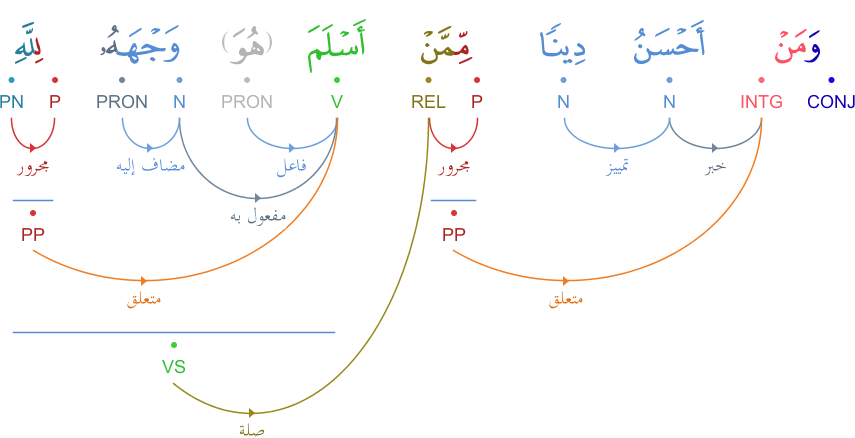 وَمَنْ أَحْسَنُ دِينًا مِّمَّنْ أَسْلَمَ (هُوَ) وَجْهَهُۥ لِلَّهِ
PN P PRON N PRON V REL P N N INTG CONJ
مجرور مضاف إليه فاعل مجرور تمييز خبر
مفعول به
PP PP
متعلق متعلق
VS
صلة